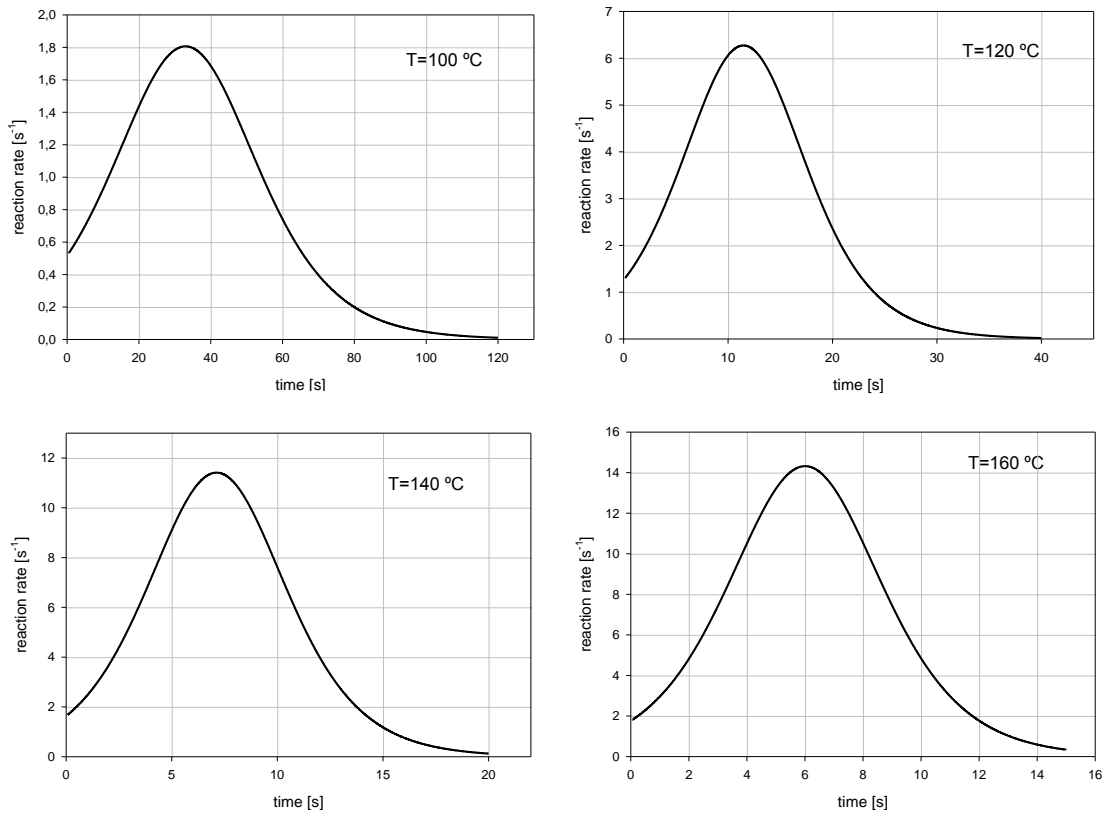 2,0
1,8
1,6
1,4
1,2
1,0
0,8
0,6
0,4
0,2
0,0
reaction rate [s-1]
T=100 ºC
0 20 40 60 80 100 120
time [s]
7
6
5
4
3
2
1
0
reaction rate [s-1]
T=120 ºC
0 10 20 30 40
time [s]
12
10
8
6
4
2
0
reaction rate [s-1]
T=140 ºC
0 5 10 15 20
time [s]
16
14
12
10
8
6
4
2
0
reaction rate [s-1]
T=160 ºC
0 2 4 6 8 10 12 14 16
time [s]